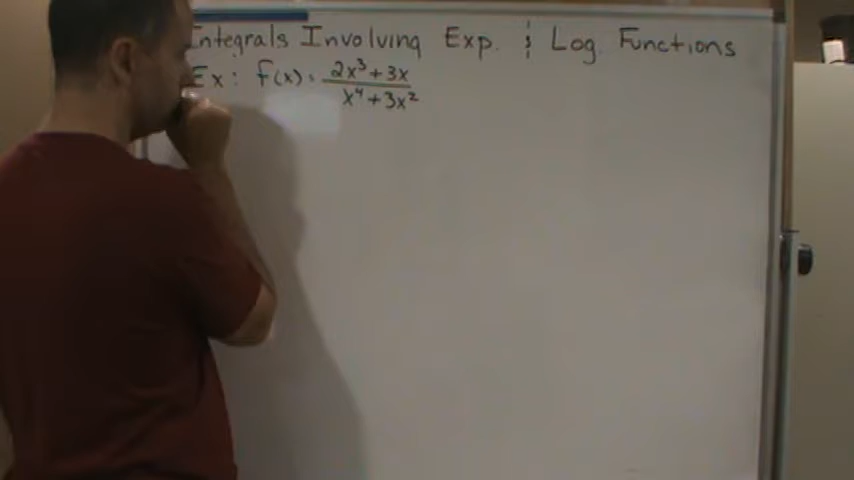 Integrals Involving Exp. & Log Functions
Ex: f(x) = 2x³ + 3x
x⁴ + 3x²